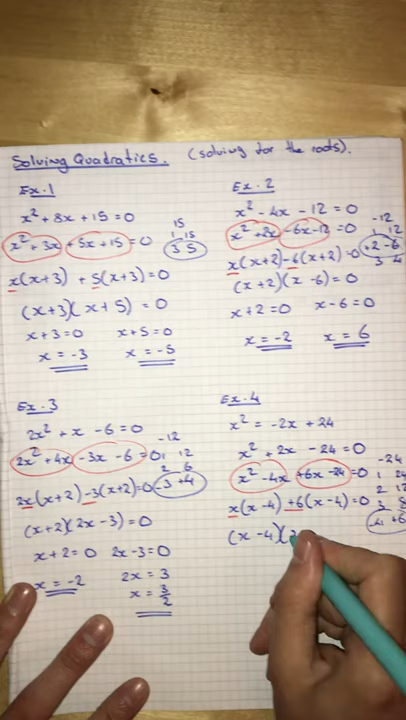 Solving Quadratics. (solving for the roots).
Ex.1
x² + 8x + 15 = 0
15
1 15
x² + 3x + 5x + 15 = 0
3 5
x(x+3) + 5(x+3) = 0
(x+3)(x+5) = 0
x+3=0 x+5=0
x = -3 x = -5
Ex.2
x² - 4x - 12 = 0
-12
1 12
x² + 2x - 6x - 12 = 0
+2 -6
3 4
x(x+2) - 6(x+2) = 0
(x+2)(x-6) = 0
x+2=0 x-6=0
x = -2 x = 6
Ex.3
2x² + x - 6 = 0
-12
1 12
2x² + 4x - 3x - 6 = 0
2 6
-3 +4
2x(x+2) - 3(x+2) = 0
(x+2)(2x-3) = 0
x+2=0 2x-3=0
x = -2 2x = 3
x = 3/2
Ex.4
x² = -2x + 24
x² + 2x - 24 = 0
-24
1 24
x² - 4x + 6x - 24 = 0
2 12
3 8
x(x-4) + 6(x-4) = 0
-4 +6
(x-4)(